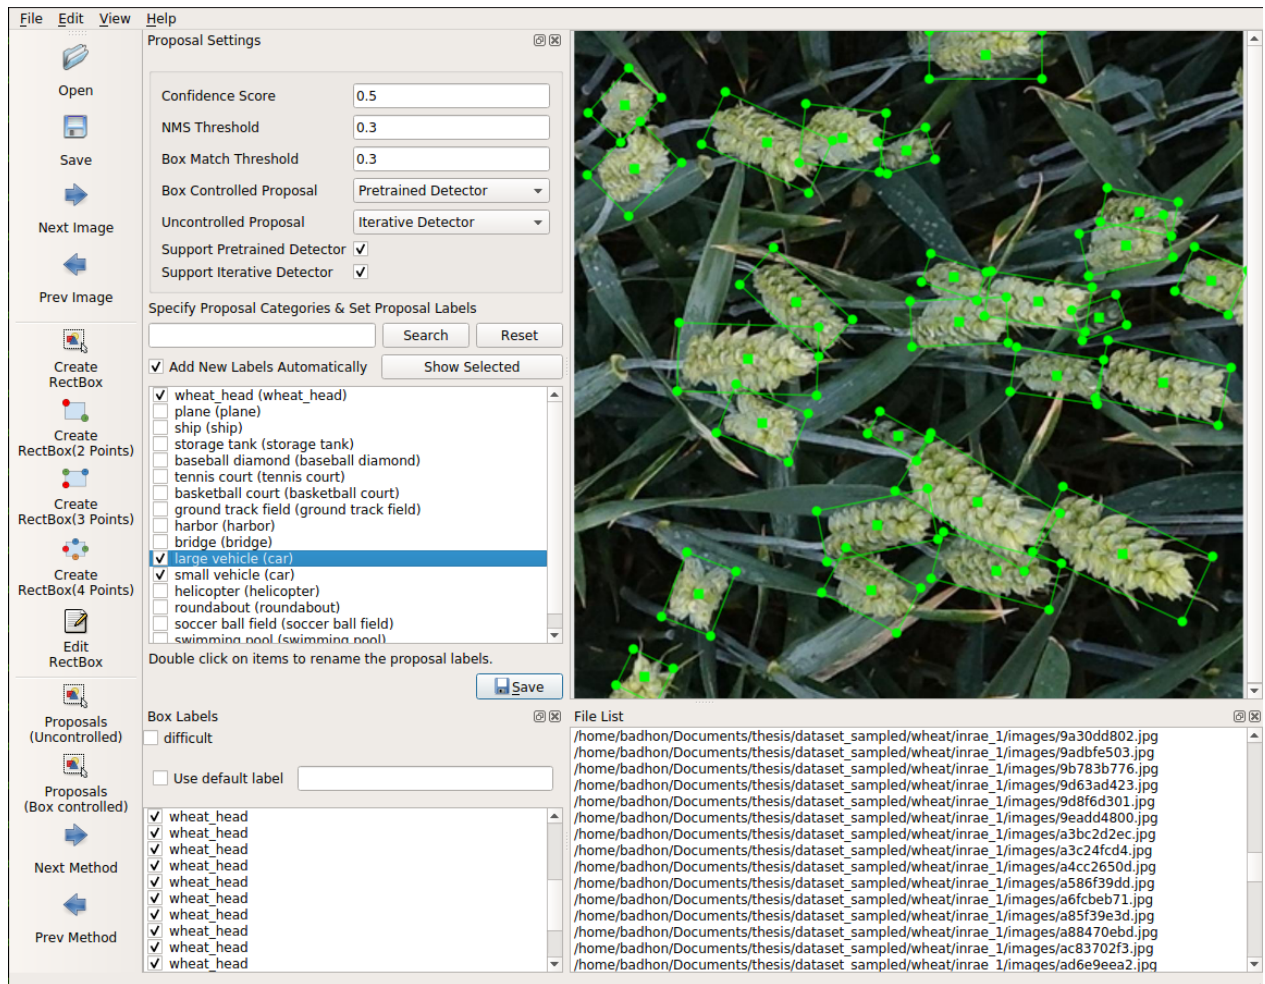 File Edit View Help
Open
Save
Next Image
Prev Image
Create
RectBox
Create
RectBox(2 Points)
Create
RectBox(3 Points)
Create
RectBox(4 Points)
Edit
RectBox
Proposals
(Uncontrolled)
Proposals
(Box controlled)
Next Method
Prev Method
Proposal Settings
Confidence Score 0.5
NMS Threshold 0.3
Box Match Threshold 0.3
Box Controlled Proposal Pretrained Detector
Uncontrolled Proposal Iterative Detector
Support Pretrained Detector
Support Iterative Detector
Specify Proposal Categories & Set Proposal Labels
Search Reset
Add New Labels Automatically Show Selected
wheat_head (wheat_head)
plane (plane)
ship (ship)
storage tank (storage tank)
baseball diamond (baseball diamond)
tennis court (tennis court)
basketball court (basketball court)
ground track field (ground track field)
harbor (harbor)
bridge (bridge)
large vehicle (car)
small vehicle (car)
helicopter (helicopter)
roundabout (roundabout)
soccer ball field (soccer ball field)
swimming pool (swimming pool)
Double click on items to rename the proposal labels.
Save
Box Labels
difficult
Use default label
wheat_head
wheat_head
wheat_head
wheat_head
wheat_head
wheat_head
wheat_head
wheat_head
wheat_head
wheat_head
File List
/home/badhon/Documents/thesis/dataset_sampled/wheat/inrae_1/images/9a30dd802.jpg
/home/badhon/Documents/thesis/dataset_sampled/wheat/inrae_1/images/9adbfe503.jpg
/home/badhon/Documents/thesis/dataset_sampled/wheat/inrae_1/images/9b783b776.jpg
/home/badhon/Documents/thesis/dataset_sampled/wheat/inrae_1/images/9d63ad423.jpg
/home/badhon/Documents/thesis/dataset_sampled/wheat/inrae_1/images/9d8f6d301.jpg
/home/badhon/Documents/thesis/dataset_sampled/wheat/inrae_1/images/9eadd4800.jpg
/home/badhon/Documents/thesis/dataset_sampled/wheat/inrae_1/images/a3bc2d2ec.jpg
/home/badhon/Documents/thesis/dataset_sampled/wheat/inrae_1/images/a3c24fcd4.jpg
/home/badhon/Documents/thesis/dataset_sampled/wheat/inrae_1/images/a4cc2650d.jpg
/home/badhon/Documents/thesis/dataset_sampled/wheat/inrae_1/images/a586f39dd.jpg
/home/badhon/Documents/thesis/dataset_sampled/wheat/inrae_1/images/a6fcbeb71.jpg
/home/badhon/Documents/thesis/dataset_sampled/wheat/inrae_1/images/a85f39e3d.jpg
/home/badhon/Documents/thesis/dataset_sampled/wheat/inrae_1/images/a88470ebd.jpg
/home/badhon/Documents/thesis/dataset_sampled/wheat/inrae_1/images/ac83702f3.jpg
/home/badhon/Documents/thesis/dataset_sampled/wheat/inrae_1/images/ad6e9eea2.jpg